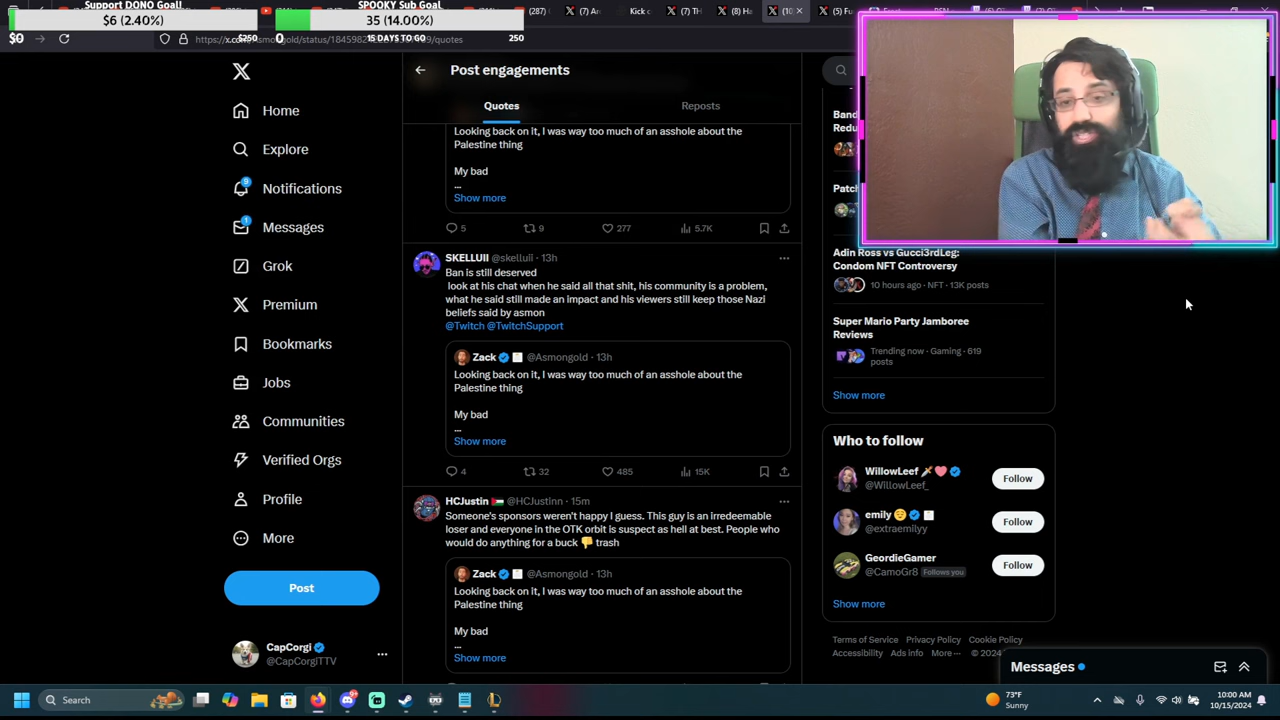 Support DONO Goal
$6 (2.40%)
$0
$250
SPOOKY Sub Goal
35 (14.00%)
0
15 DAYS TO GO
250
Kick
Home
Explore
Notifications
9
Messages
1
Grok
Premium
Bookmarks
Jobs
Communities
Verified Orgs
Profile
More
Post
CapCorgi
@CapCorgiTTV
Post engagements
Quotes
Reposts
Looking back on it, I was way too much of an asshole about the
Palestine thing
My bad
...
Show more
5
9
277
5.7K
SKELLUII @skelluii · 13h
Ban is still deserved
look at his chat when he said all that shit, his community is a problem,
what he said still made an impact and his viewers still keep those Nazi
beliefs said by asmon
@Twitch @TwitchSupport
Zack @Asmongold · 13h
Looking back on it, I was way too much of an asshole about the
Palestine thing
My bad
...
Show more
4
32
485
15K
HCJustin @HCJustinn · 15m
Someone's sponsors weren't happy I guess. This guy is an irredeemable
loser and everyone in the OTK orbit is suspect as hell at best. People who
would do anything for a buck 👎 trash
Zack @Asmongold · 13h
Looking back on it, I was way too much of an asshole about the
Palestine thing
My bad
...
Show more
Adin Ross vs Gucci3rdLeg:
Condom NFT Controversy
10 hours ago · NFT · 13K posts
Super Mario Party Jamboree
Reviews
Trending now · Gaming · 619
posts
Show more
Who to follow
WillowLeef
@WillowLeef_
Follow
emily
@extraemilyy
Follow
GeordieGamer
@CamoGr8 Follows you
Follow
Show more
Terms of Service Privacy Policy Cookie Policy
Accessibility Ads info More ··· © 2024
Messages
Search
73°F
Sunny
10:00 AM
10/15/2024